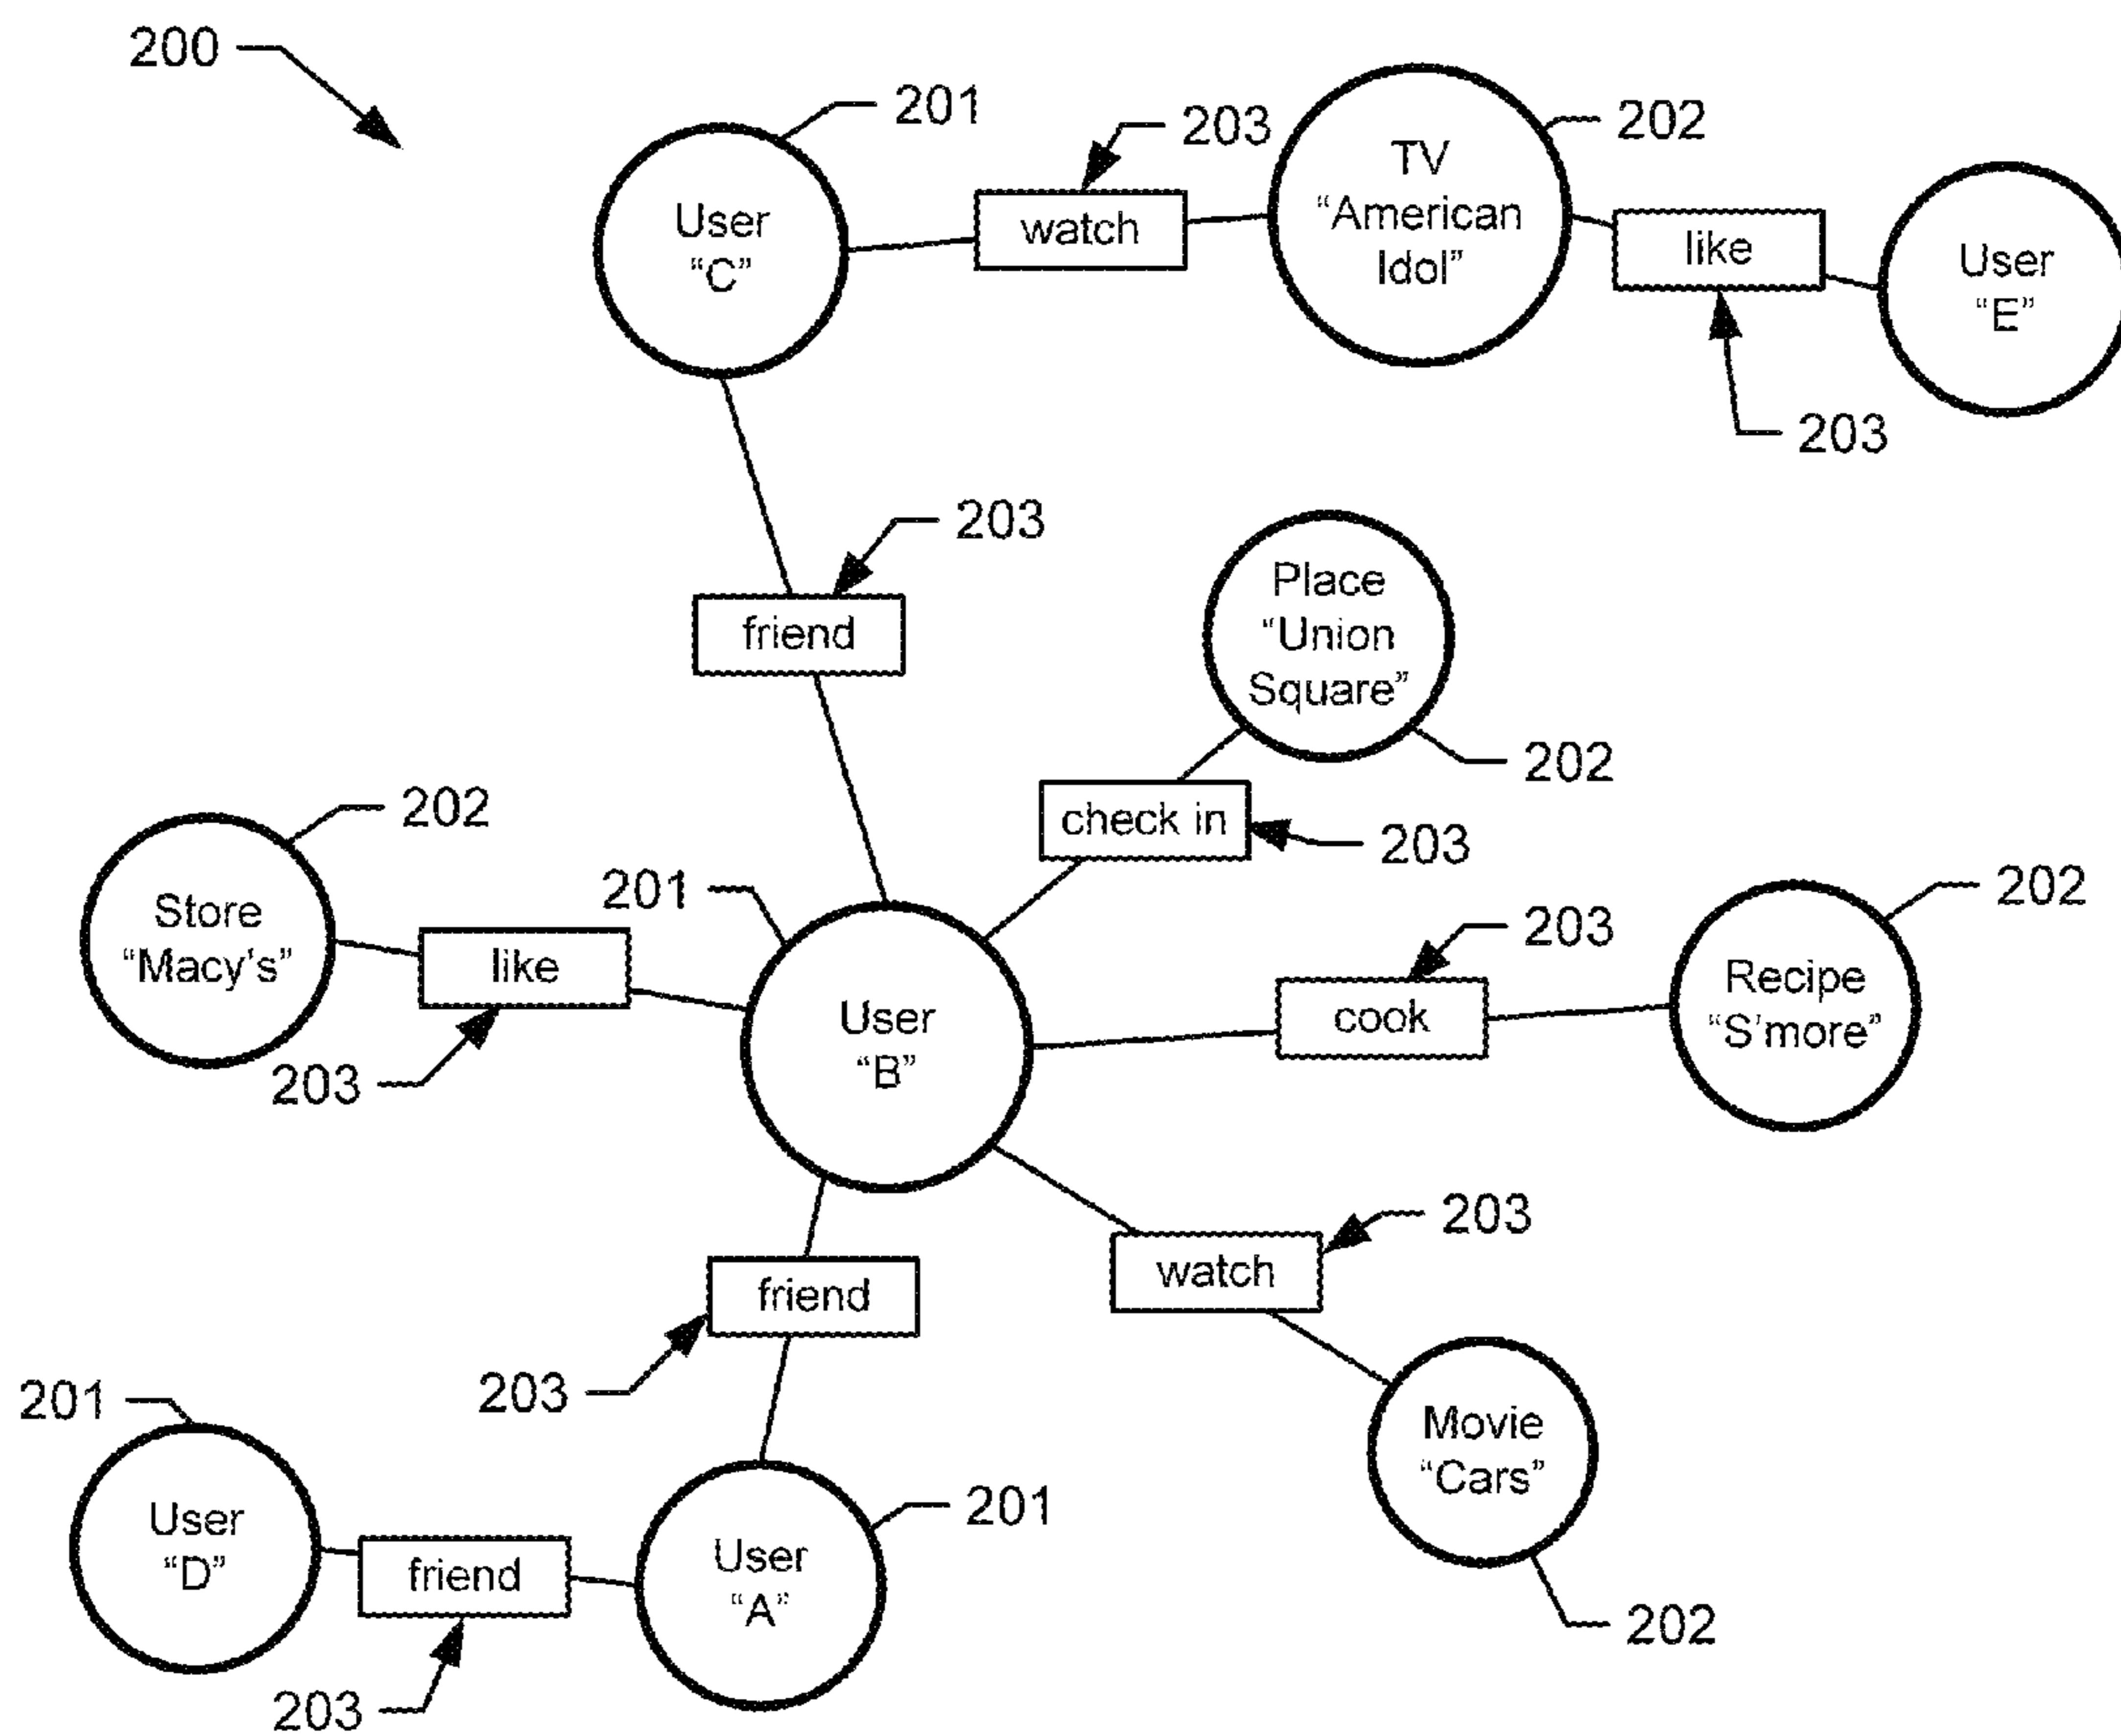 200
201
203
202
User
“C”
watch
TV
“American
Idol”
like
User
“E”
203
203
friend
Place
“Union
Square”
202
check in
203
202
Store
“Macy’s”
like
203
201
User
“B”
203
cook
202
Recipe
“S’more”
203
watch
friend
203
Movie
“Cars”
202
201
User
“D”
friend
203
201
User
“A”